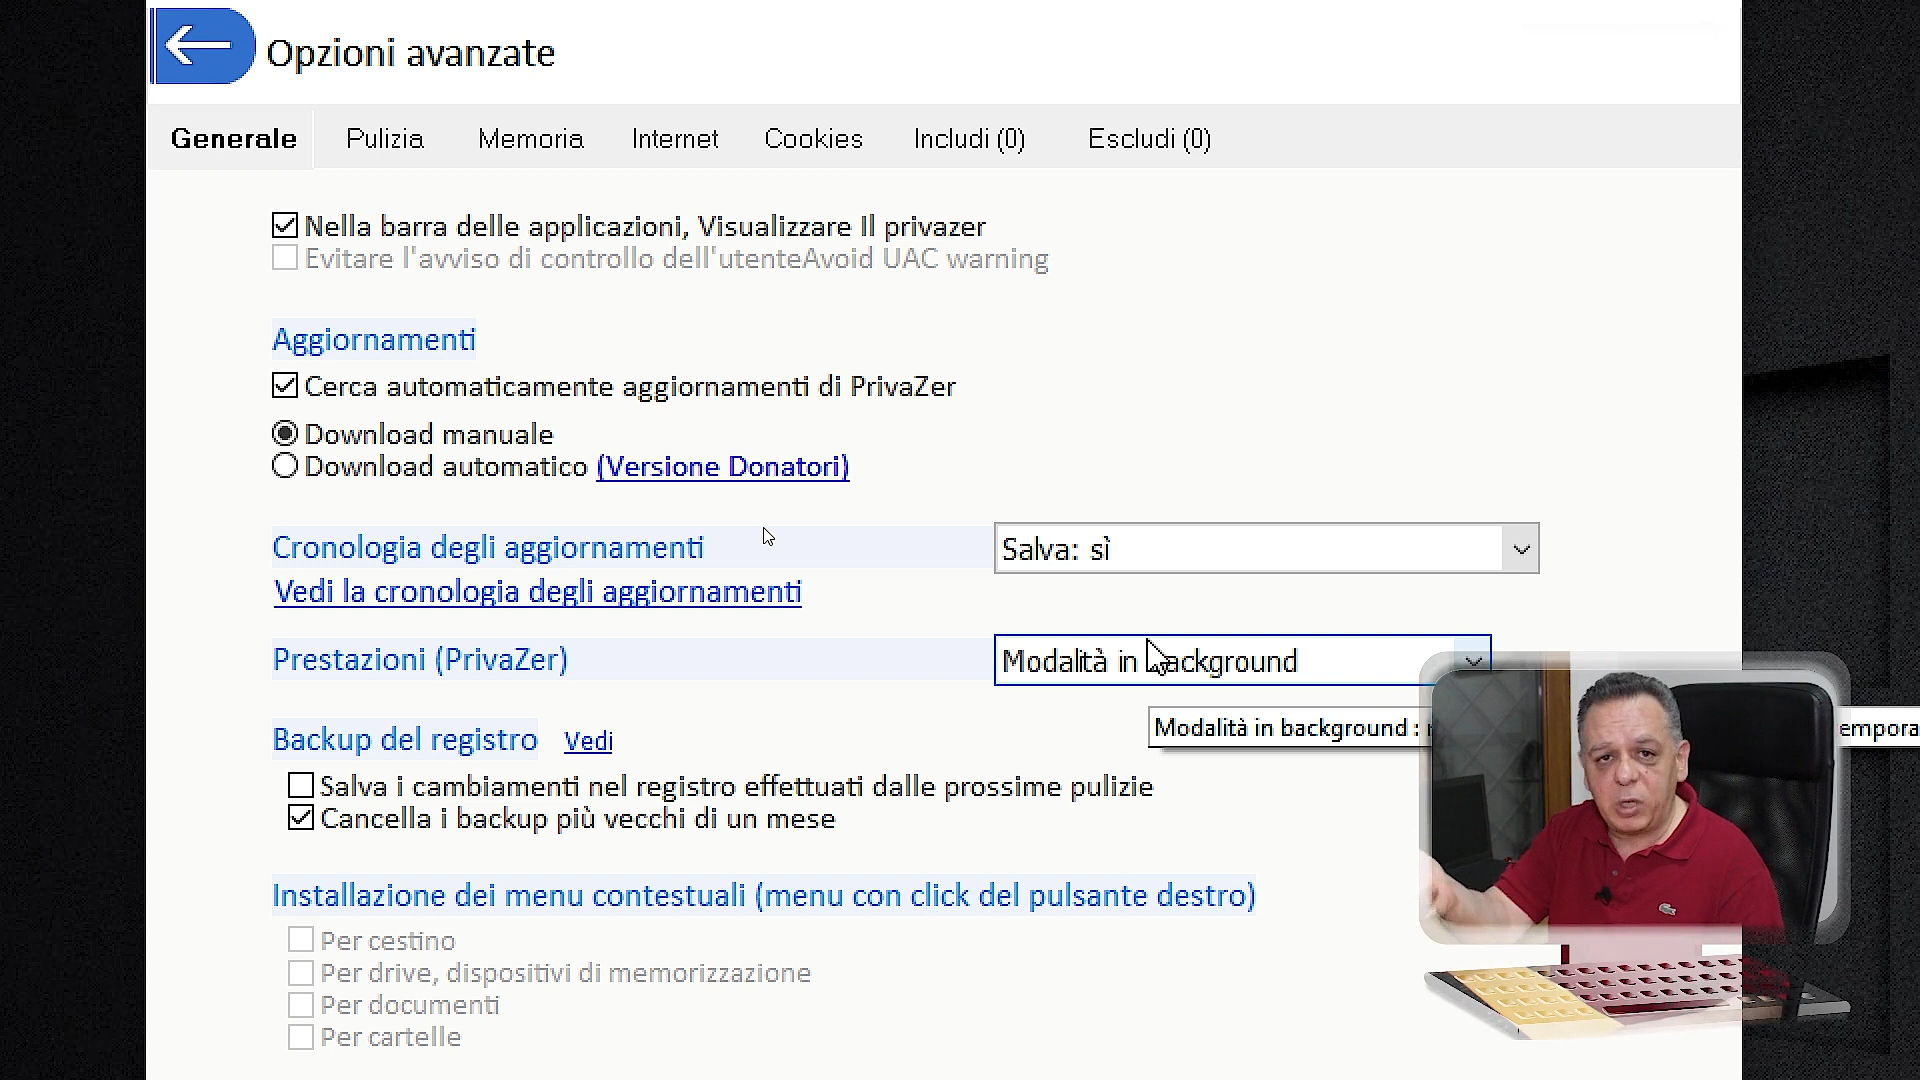 Opzioni avanzate
Generale Pulizia Memoria Internet Cookies Includi (0) Escludi (0)
Nella barra delle applicazioni, Visualizzare Il privazer
Evitare l'avviso di controllo dell'utenteAvoid UAC warning
Aggiornamenti
Cerca automaticamente aggiornamenti di PrivaZer
Download manuale
Download automatico (Versione Donatori)
Cronologia degli aggiornamenti Salva: sì
Vedi la cronologia degli aggiornamenti
Prestazioni (PrivaZer) Modalità in background
Modalità in background :
Backup del registro Vedi
Salva i cambiamenti nel registro effettuati dalle prossime pulizie
Cancella i backup più vecchi di un mese
Installazione dei menu contestuali (menu con click del pulsante destro)
Per cestino
Per drive, dispositivi di memorizzazione
Per documenti
Per cartelle